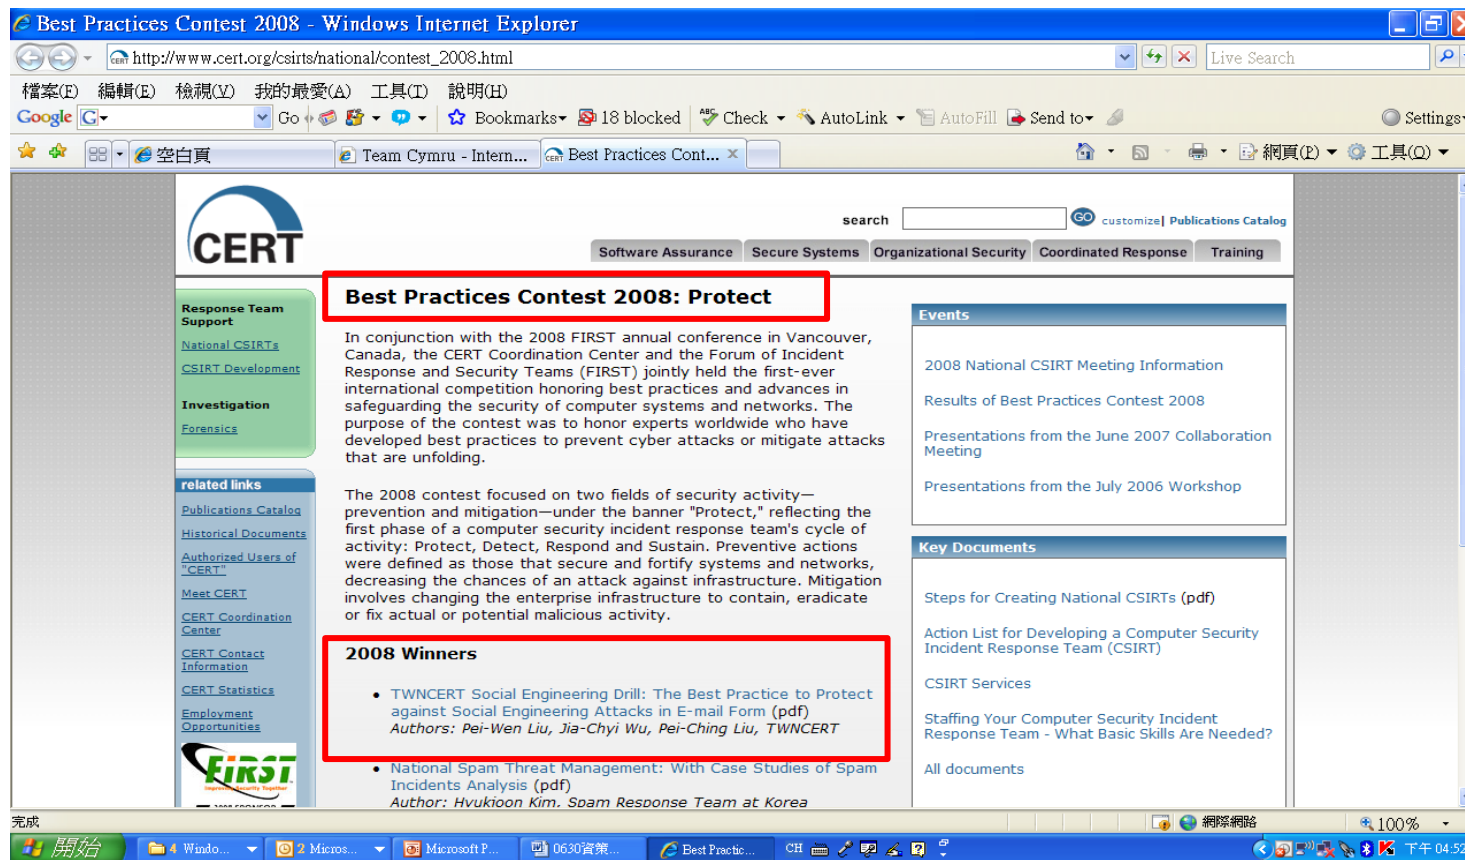 Best Practices Contest 2008 - Windows Internet Explorer
http://www.cert.org/csirts/national/contest_2008.html
Live Search
檔案(F) 編輯(E) 檢視(V) 我的最愛(A) 工具(T) 說明(H)
Google G Go Bookmarks 18 blocked Check AutoLink AutoFill Send to Settings
空白頁 Team Cymru - Intern... Best Practices Cont... 網頁(P) 工具(O)
CERT
search GO customize| Publications Catalog
Software Assurance Secure Systems Organizational Security Coordinated Response Training
Response Team
Support
National CSIRTs
CSIRT Development
Investigation
Forensics
related links
Publications Catalog
Historical Documents
Authorized Users of
"CERT"
Meet CERT
CERT Coordination
Center
CERT Contact
Information
CERT Statistics
Employment
Opportunities
FiRST
Improving Security Together
Best Practices Contest 2008: Protect
In conjunction with the 2008 FIRST annual conference in Vancouver,
Canada, the CERT Coordination Center and the Forum of Incident
Response and Security Teams (FIRST) jointly held the first-ever
international competition honoring best practices and advances in
safeguarding the security of computer systems and networks. The
purpose of the contest was to honor experts worldwide who have
developed best practices to prevent cyber attacks or mitigate attacks
that are unfolding.
The 2008 contest focused on two fields of security activity—
prevention and mitigation—under the banner "Protect," reflecting the
first phase of a computer security incident response team's cycle of
activity: Protect, Detect, Respond and Sustain. Preventive actions
were defined as those that secure and fortify systems and networks,
decreasing the chances of an attack against infrastructure. Mitigation
involves changing the enterprise infrastructure to contain, eradicate
or fix actual or potential malicious activity.
2008 Winners
• TWNCERT Social Engineering Drill: The Best Practice to Protect
against Social Engineering Attacks in E-mail Form (pdf)
Authors: Pei-Wen Liu, Jia-Chyi Wu, Pei-Ching Liu, TWNCERT
• National Spam Threat Management: With Case Studies of Spam
Incidents Analysis (pdf)
Author: Hyukjoon Kim, Spam Response Team at Korea
Events
2008 National CSIRT Meeting Information
Results of Best Practices Contest 2008
Presentations from the June 2007 Collaboration
Meeting
Presentations from the July 2006 Workshop
Key Documents
Steps for Creating National CSIRTs (pdf)
Action List for Developing a Computer Security
Incident Response Team (CSIRT)
CSIRT Services
Staffing Your Computer Security Incident
Response Team - What Basic Skills Are Needed?
All documents
完成 網際網路 100%
開始 4 Windo... 2 Micros... Microsoft P... 0630資策... Best Practic... CH 下午 04:52